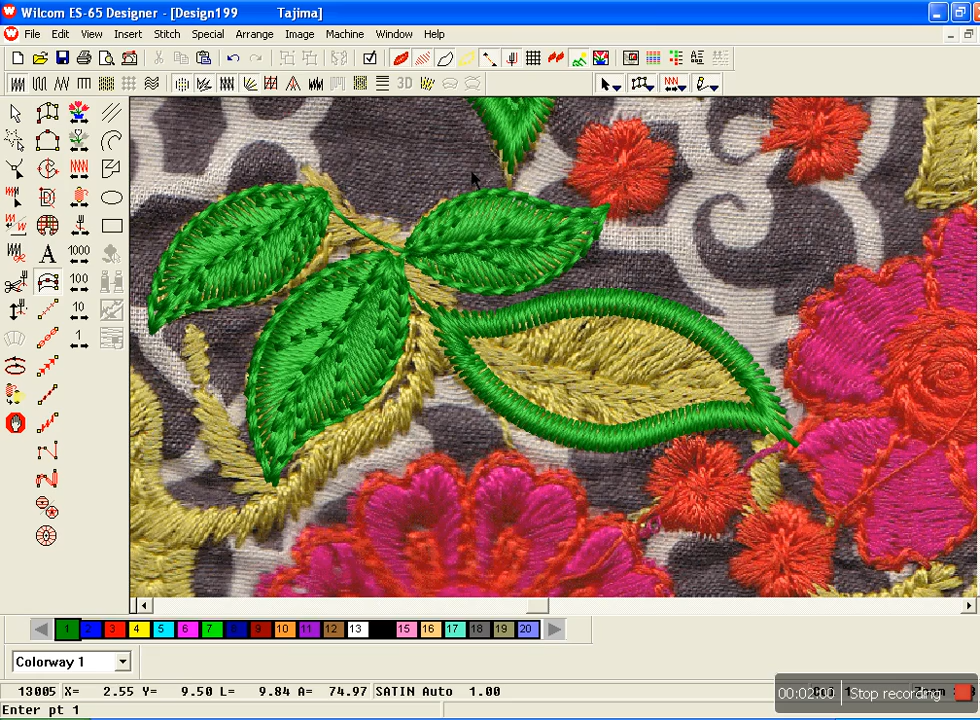 Wilcom ES-65 Designer - [Design199 Tajima]
File Edit View Insert Stitch Special Arrange Image Machine Window Help
3D
A 1000
100
10
1
1 2 3 4 5 6 7 8 9 10 11 12 13 15 16 17 18 19 20
Colorway 1
13005 X= 2.55 Y= 9.50 L= 9.84 A= 74.97 SATIN Auto 1.00
00:02:00 Stop recording
Enter pt 1